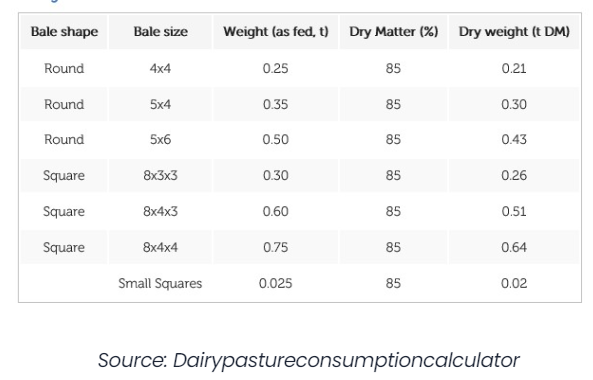 Bale shape Bale size Weight (as fed, t) Dry Matter (%) Dry weight (t DM)
Round 4x4 0.25 85 0.21
Round 5x4 0.35 85 0.30
Round 5x6 0.50 85 0.43
Square 8x3x3 0.30 85 0.26
Square 8x4x3 0.60 85 0.51
Square 8x4x4 0.75 85 0.64
Small Squares 0.025 85 0.02
Source: Dairypastureconsumptioncalculator